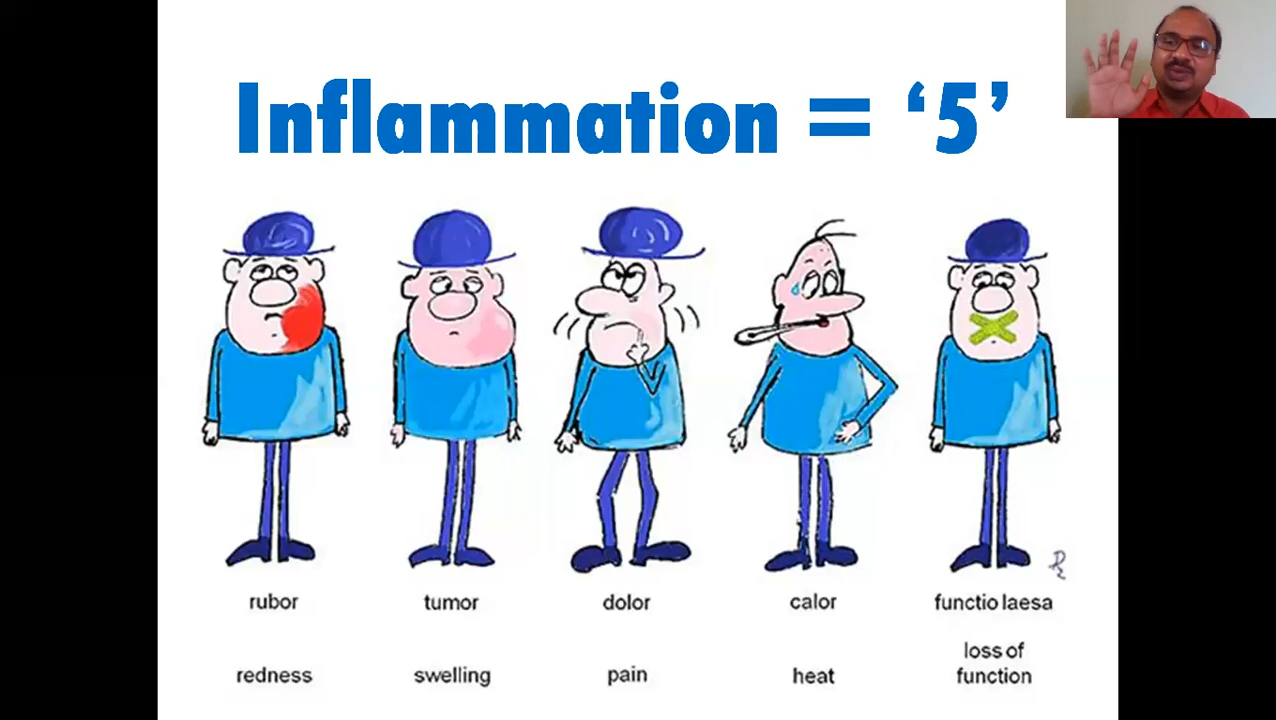 Inflammation = ‘5’
rubor tumor dolor calor functio laesa
redness swelling pain heat loss of function